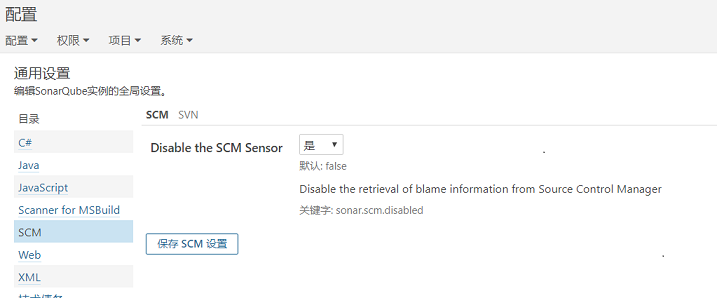 配置
配置 权限 项目 系统
通用设置
编辑SonarQube实例的全局设置。
目录
C#
Java
JavaScript
Scanner for MSBuild
SCM
Web
XML
SCM SVN
Disable the SCM Sensor 是
默认: false
Disable the retrieval of blame information from Source Control Manager
关键字: sonar.scm.disabled
保存 SCM 设置